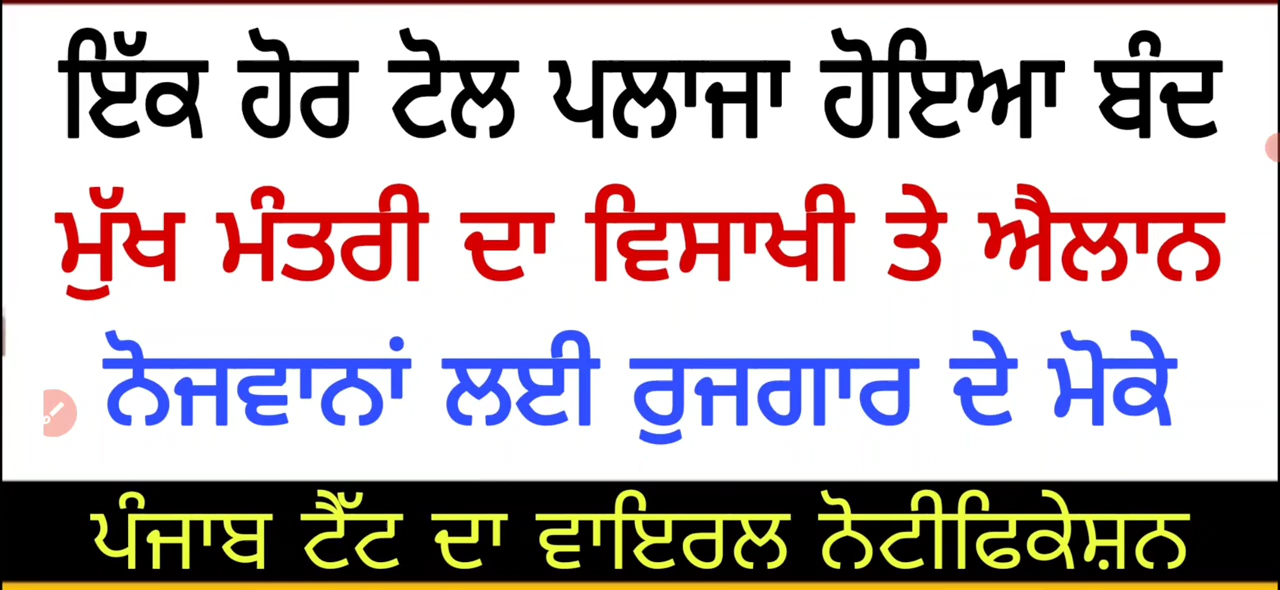 ਇੱਕ ਹੋਰ ਟੋਲ ਪਲਾਜਾ ਹੋਇਆ ਬੰਦ
ਮੁੱਖ ਮੰਤਰੀ ਦਾ ਵਿਸਾਖੀ ਤੇ ਐਲਾਨ
ਨੋਜਵਾਨਾਂ ਲਈ ਰੁਜਗਾਰ ਦੇ ਮੋਕੇ
ਪੰਜਾਬ ਟੈੱਟ ਦਾ ਵਾਇਰਲ ਨੋਟੀਫਿਕੇਸ਼ਨ